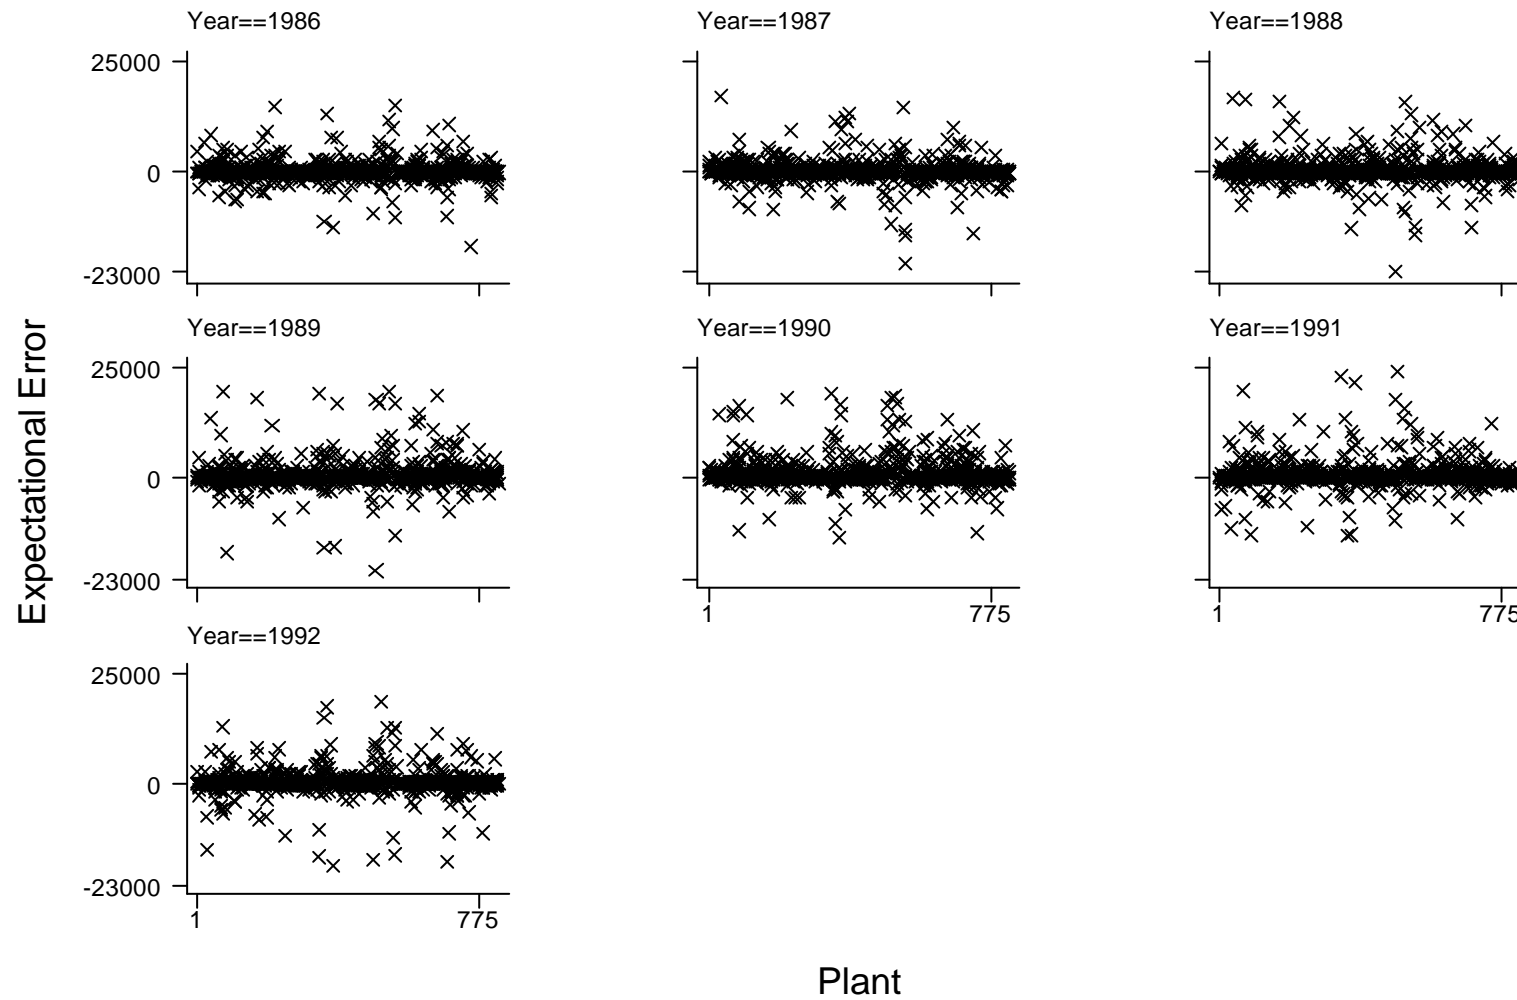 Year==1986
Year==1987
Year==1988
25000
0
-23000
Year==1989
Year==1990
Year==1991
25000
0
-23000
1
775
1
775
Year==1992
25000
0
-23000
1
775
Expectational Error
Plant